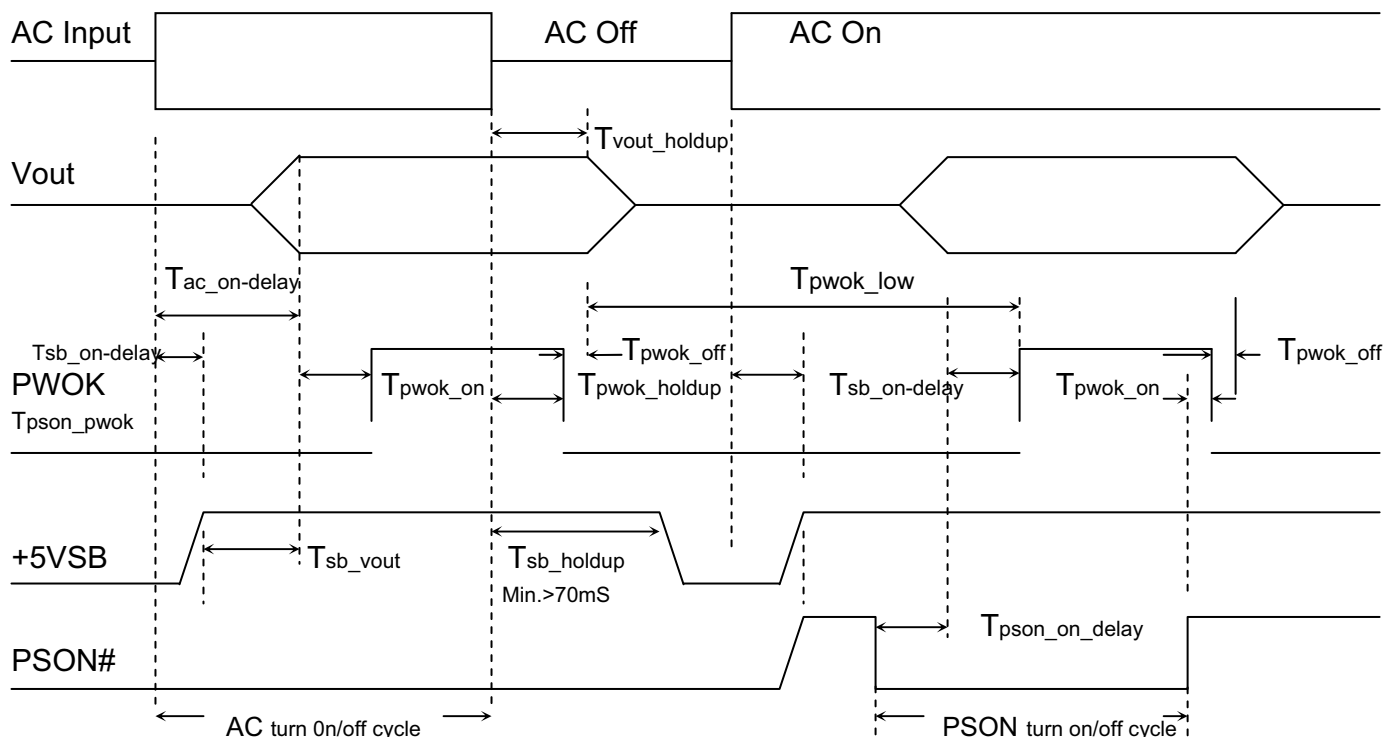 AC Input
AC Off
AC On
Tvout_holdup
Vout
Tac_on-delay
Tpwok_low
Tsb_on-delay
Tpwok_off
Tpwok_off
PWOK
Tpwok_on
Tpwok_holdup
Tsb_on-delay
Tpwok_on
Tpson_pwok
+5VSB
Tsb_vout
Tsb_holdup
Min.>70mS
Tpson_on_delay
PSON#
AC turn 0n/off cycle
PSON turn on/off cycle